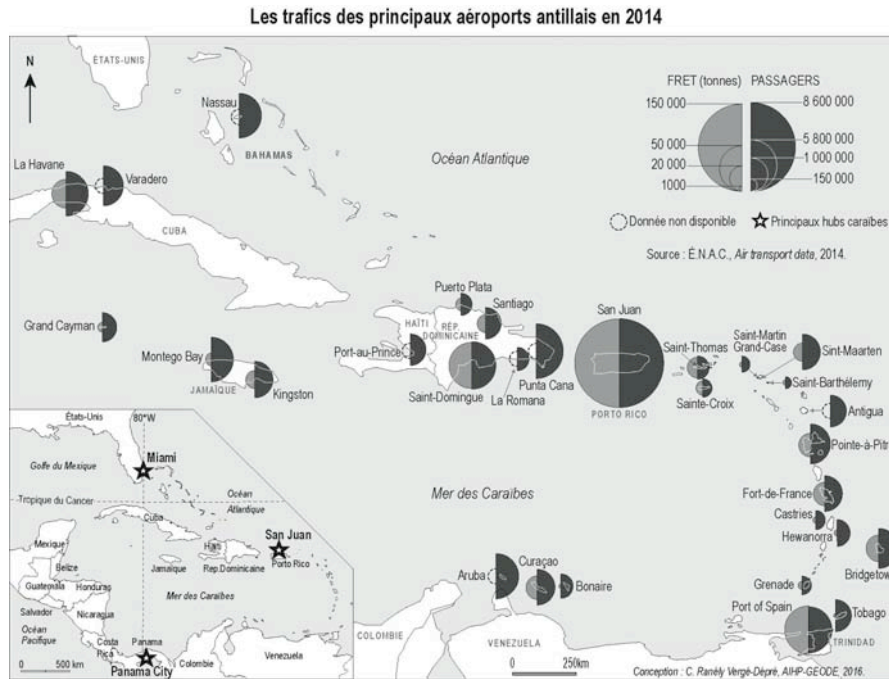 Les trafics des principaux aéroports antillais en 2014
N
ÉTATS-UNIS
Nassau
BAHAMAS
La Havane
Varadero
CUBA
Océan Atlantique
FRET (tonnes)
PASSAGERS
150 000
8 600 000
50 000
5 800 000
20 000
1 000 000
1000
150 000
Donnée non disponible
Principaux hubs caraïbes
Source : É.N.A.C., Air transport data, 2014.
Grand Cayman
Montego Bay
JAMAÏQUE
Kingston
Puerto Plata
Santiago
HAÏTI
RÉP.
DOMINICAINE
Port-au-Prince
Saint-Domingue
La Romana
Punta Cana
San Juan
PORTO RICO
Saint-Thomas
Sainte-Croix
Saint-Martin
Grand-Case
Sint-Maarten
Saint-Barthélemy
Antigua
Pointe-à-Pitr
Mer des Caraïbes
Fort-de-France
Castries
Hewanorra
Bridgetow
Grenade
Port of Spain
Tobago
TRINIDAD
Aruba
Curaçao
Bonaire
COLOMBIE
VENEZUELA
0
250km
Conception : C. Ranély Vergé-Dépré, AIHP-GEODE, 2016.
80°W
États-Unis
Miami
Golfe du Mexique
Tropique du Cancer
Océan
Atlantique
Cuba
San Juan
Mexique
Haïti
Porto Rico
Belize
Jamaïque
Rep.Dominicaine
Guatemala
Honduras
Mer des Caraïbes
Salvador
Nicaragua
Océan
Pacifique
Costa
Rica
Panama
Colombie
Venezuela
0
500 km
Panama City